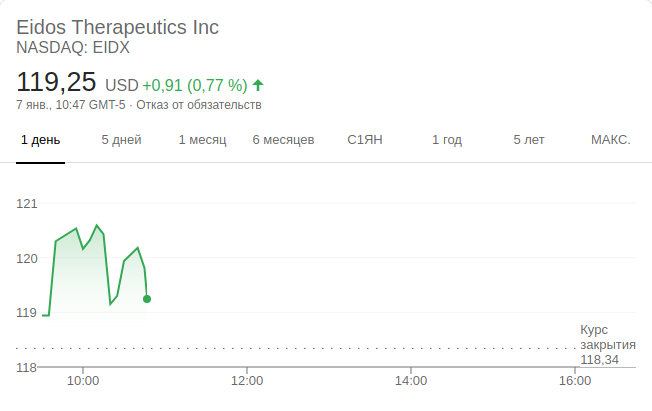 Eidos Therapeutics Inc
NASDAQ: EIDX
119,25 USD +0,91 (0,77 %)
7 янв., 10:47 GMT-5 · Отказ от обязательств
1 день 5 дней 1 месяц 6 месяцев С1ЯН 1 год 5 лет МАКС.
121
120
119
Курс
закрытия
118,34
118
10:00 12:00 14:00 16:00